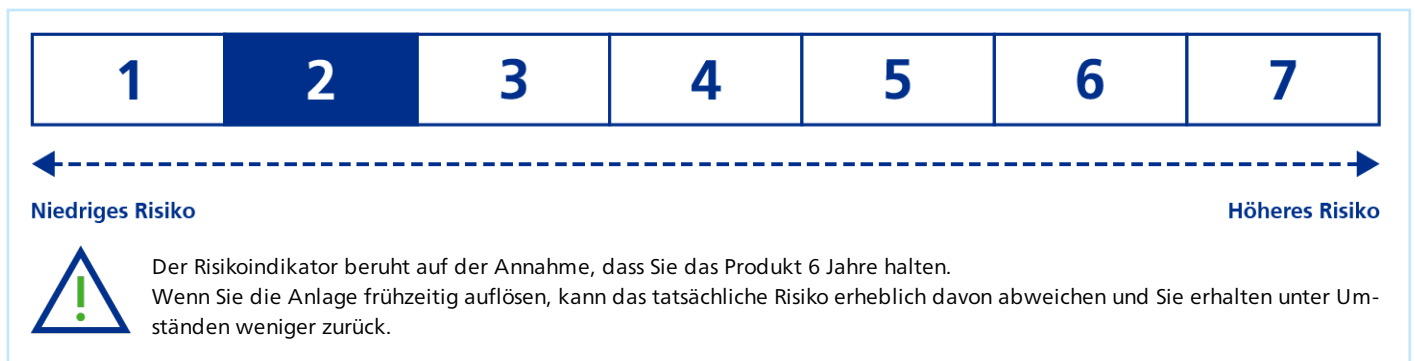 1 2 3 4 5 6 7
Niedriges Risiko Höheres Risiko
Der Risikoindikator beruht auf der Annahme, dass Sie das Produkt 6 Jahre halten.
Wenn Sie die Anlage frühzeitig auflösen, kann das tatsächliche Risiko erheblich davon abweichen und Sie erhalten unter Um-
ständen weniger zurück.